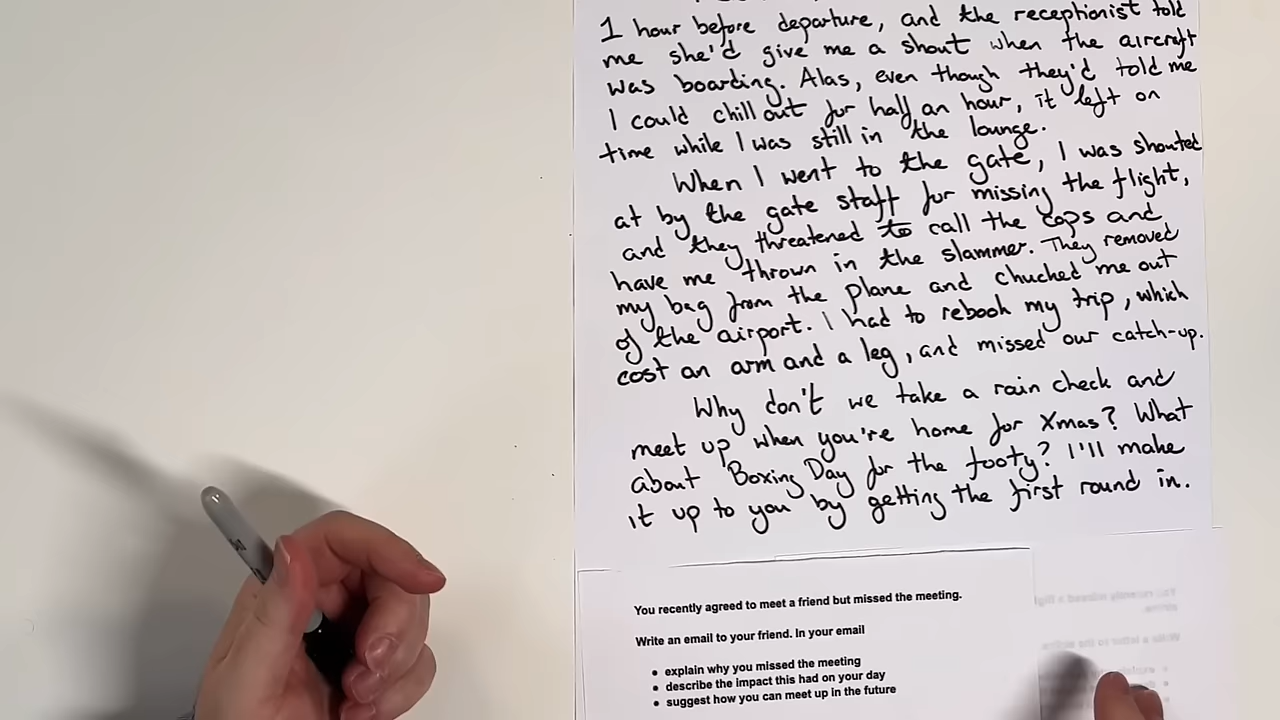 1 hour before departure, and the receptionist told
me she'd give me a shout when the aircraft
was boarding. Alas, even though they'd told me
I could chill out for half an hour, it left on
time while I was still in the lounge.
When I went to the gate, I was shouted
at by the gate staff for missing the flight,
and they threatened to call the cops and
have me thrown in the slammer. They removed
my bag from the plane and chuched me out
of the airport. I had to rebook my trip, which
cost an arm and a leg, and missed our catch-up.
Why don't we take a rain check and
meet up when you're home for Xmas? What
about Boxing Day for the footy? I'll make
it up to you by getting the first round in.
You recently agreed to meet a friend but missed the meeting.
Write an email to your friend. In your email
• explain why you missed the meeting
• describe the impact this had on your day
• suggest how you can meet up in the future